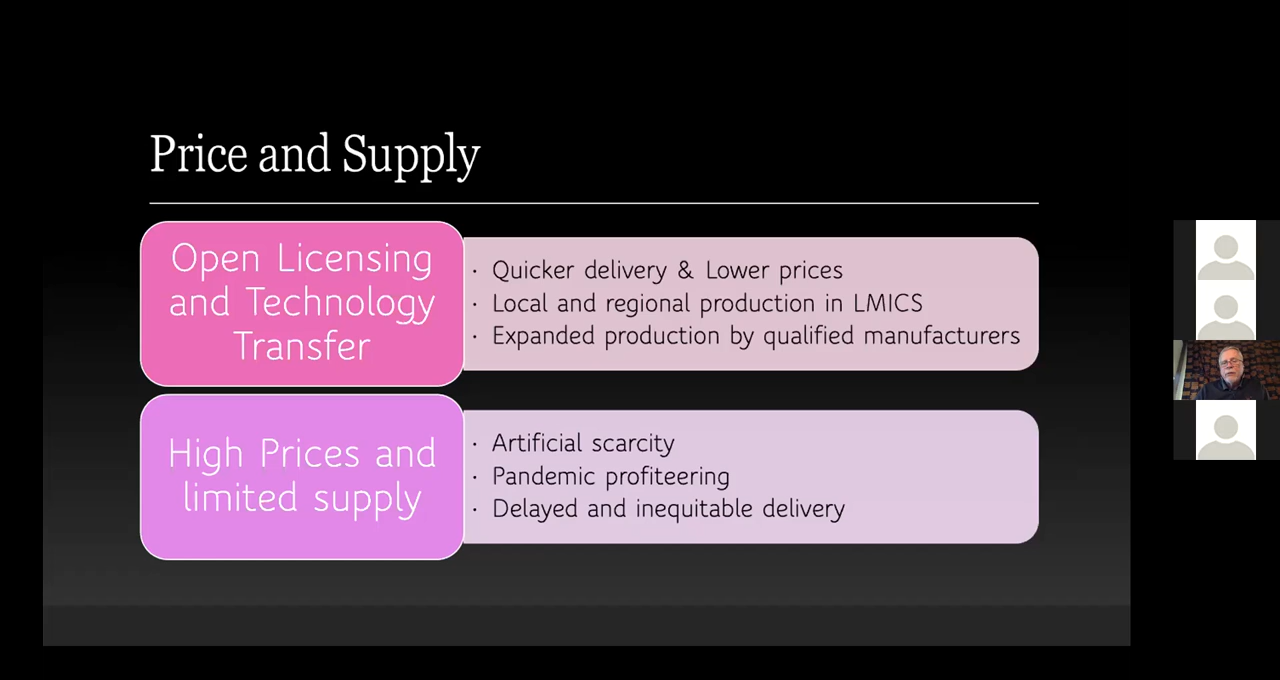 Price and Supply
Open Licensing
and Technology
Transfer
· Quicker delivery & Lower prices
· Local and regional production in LMICS
· Expanded production by qualified manufacturers
High Prices and
limited supply
· Artificial scarcity
· Pandemic profiteering
· Delayed and inequitable delivery